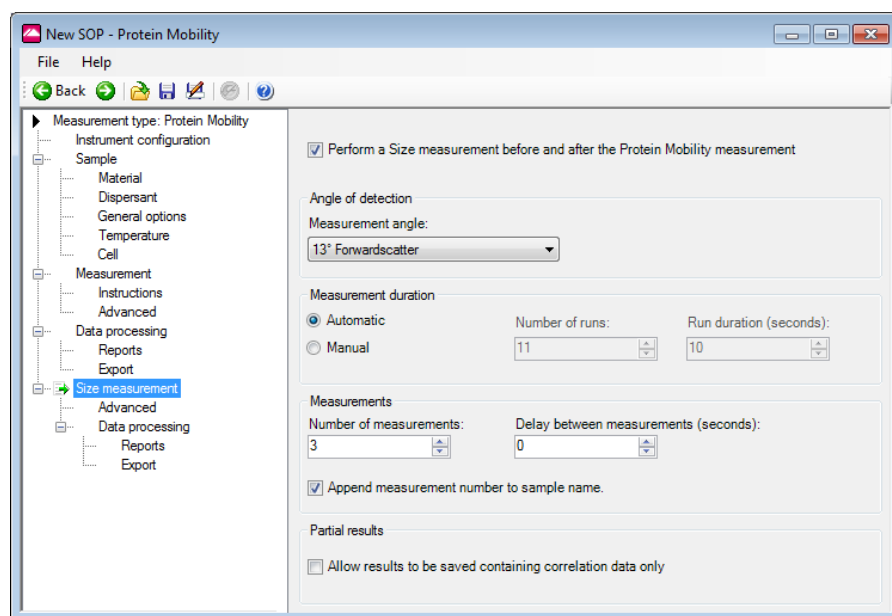 New SOP - Protein Mobility
File Help
Back
Measurement type: Protein Mobility
Instrument configuration
Sample
Material
Dispersant
General options
Temperature
Cell
Measurement
Instructions
Advanced
Data processing
Reports
Export
Size measurement
Advanced
Data processing
Reports
Export
Perform a Size measurement before and after the Protein Mobility measurement
Angle of detection
Measurement angle:
13° Forwardscatter
Measurement duration
Automatic
Manual
Number of runs:
11
Run duration (seconds):
10
Measurements
Number of measurements:
3
Delay between measurements (seconds):
0
Append measurement number to sample name.
Partial results
Allow results to be saved containing correlation data only